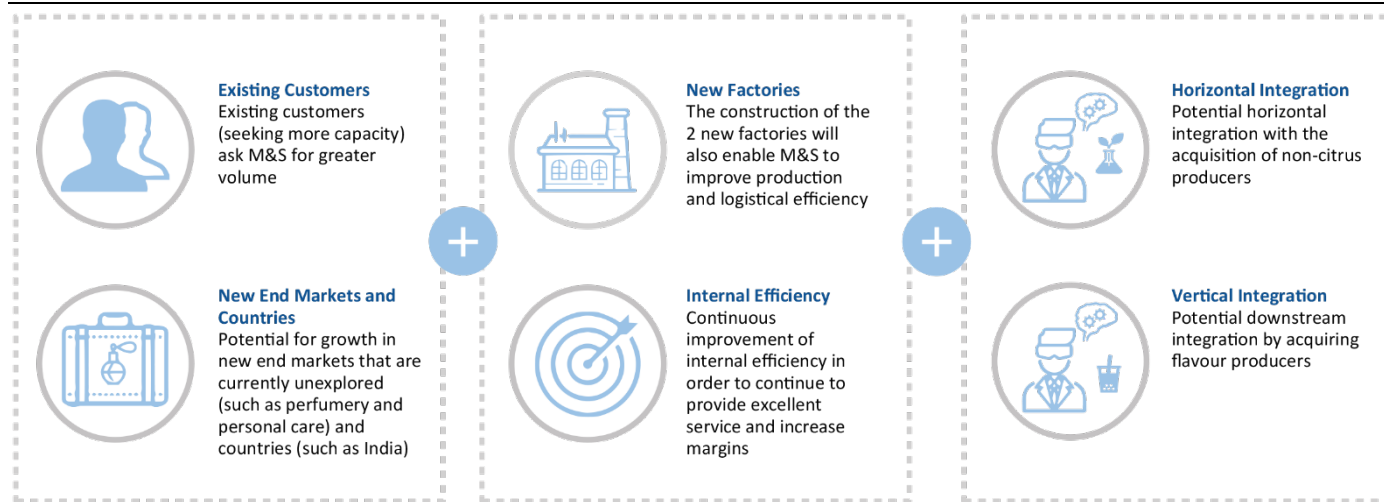 Existing Customers
Existing customers
(seeking more capacity)
ask M&S for greater
volume
New End Markets and
Countries
Potential for growth in
new end markets that are
currently unexplored
(such as perfumery and
personal care) and
countries (such as India)
+
New Factories
The construction of the
2 new factories will
also enable M&S to
improve production
and logistical efficiency
Internal Efficiency
Continuous
improvement of
internal efficiency in
order to continue to
provide excellent
service and increase
margins
+
Horizontal Integration
Potential horizontal
integration with the
acquisition of non-citrus
producers
Vertical Integration
Potential downstream
integration by acquiring
flavour producers